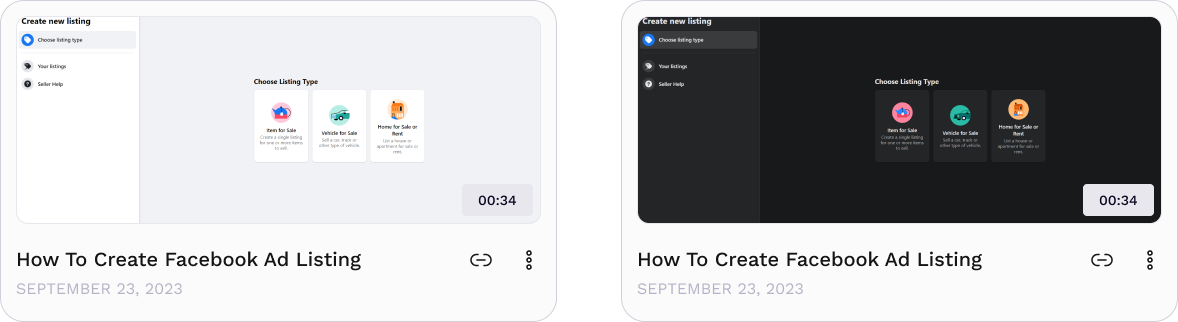 Create new listing
Choose listing type
Your listings
Seller Help
Choose Listing Type
Item for Sale
Create a single listing
for one or more items
to sell.
Vehicle for Sale
Sell a car, truck or
other type of vehicle.
Home for Sale or
Rent
List a house or
apartment for sale or
rent.
00:34
How To Create Facebook Ad Listing
SEPTEMBER 23, 2023
Create new listing
Choose listing type
Your listings
Seller Help
Choose Listing Type
Item for Sale
Create a single listing
for one or more items
to sell.
Vehicle for Sale
Sell a car, truck or
other type of vehicle.
Home for Sale or
Rent
List a house or
apartment for sale or
rent.
00:34
How To Create Facebook Ad Listing
SEPTEMBER 23, 2023